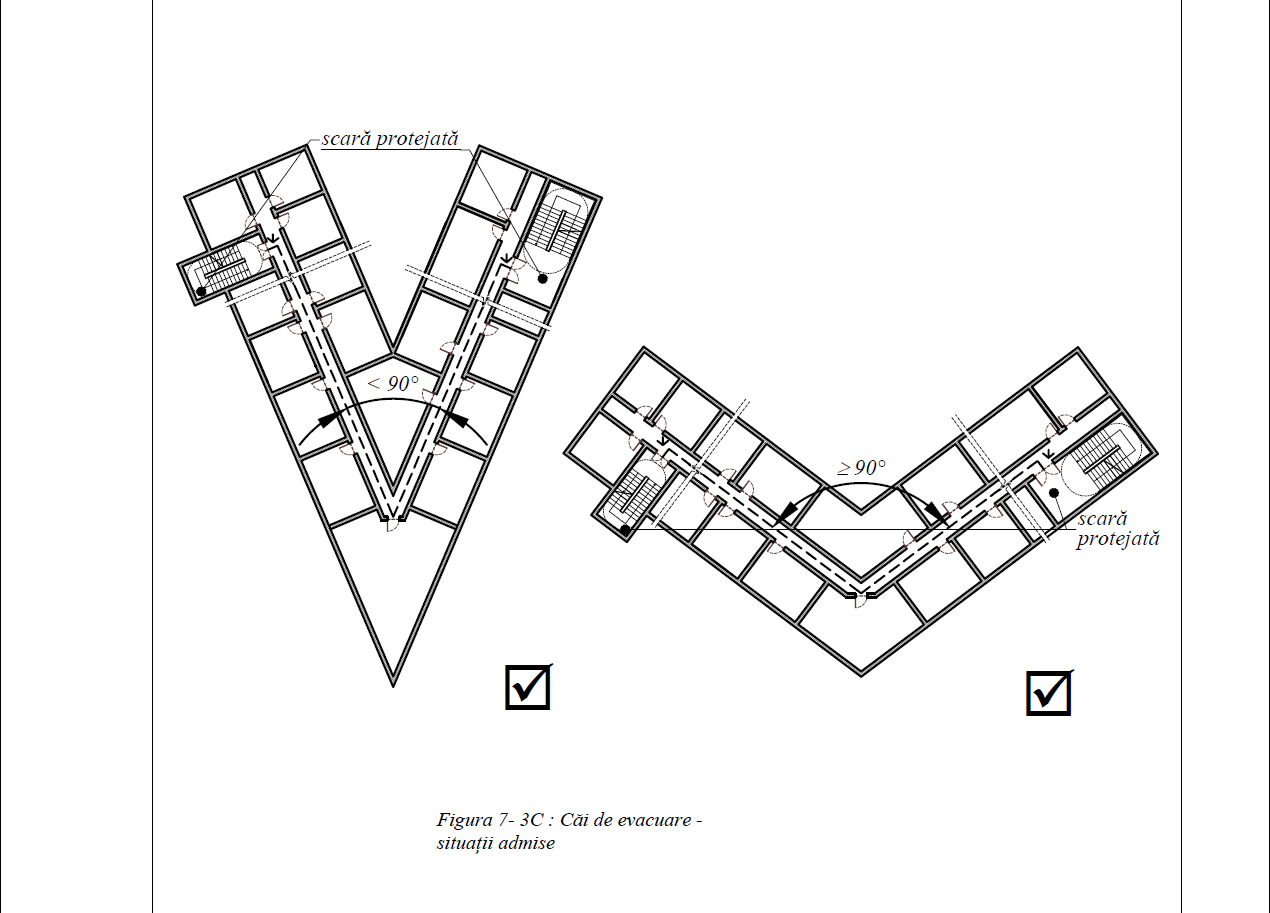 scară protejată
< 90°
≥ 90°
scară
protejată
Figura 7- 3C : Căi de evacuare -
situații admise